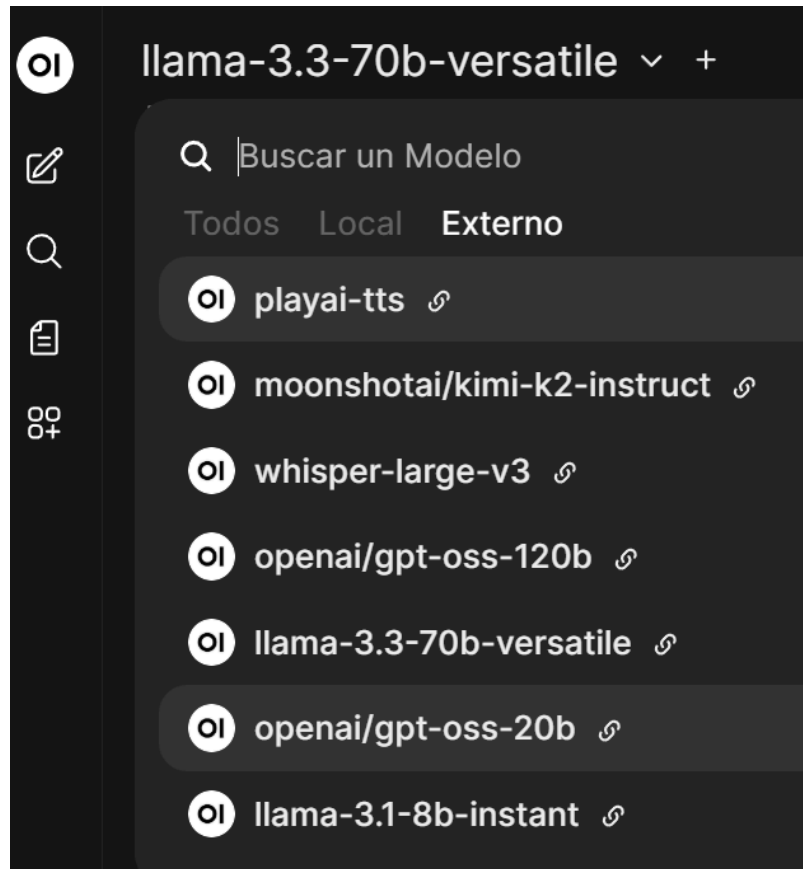 OI llama-3.3-70b-versatile +
Buscar un Modelo
Todos Local Externo
OI playai-tts
OI moonshotai/kimi-k2-instruct
OI whisper-large-v3
OI openai/gpt-oss-120b
OI llama-3.3-70b-versatile
OI openai/gpt-oss-20b
OI llama-3.1-8b-instant